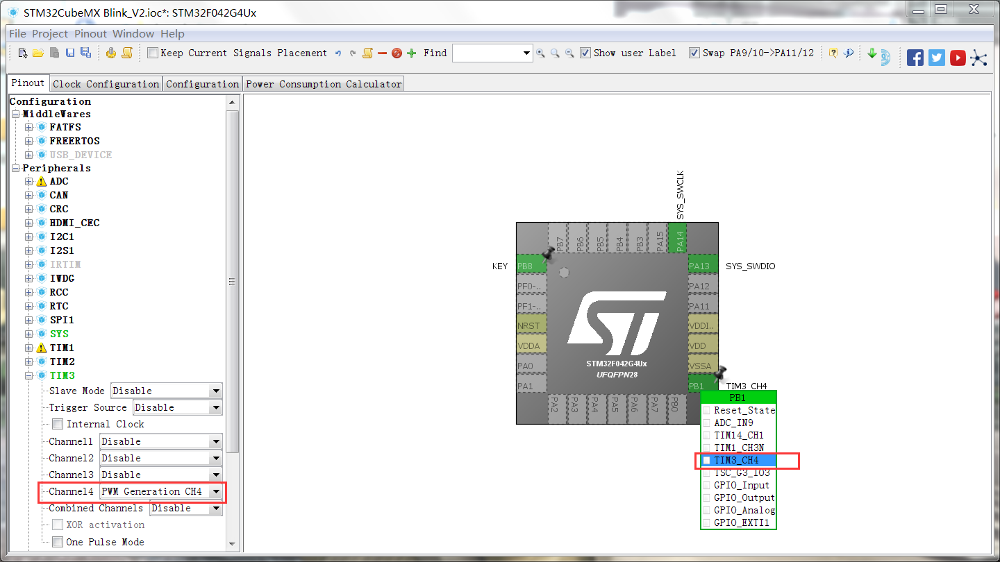 STM32CubeMX Blink_V2.ioc*: STM32F042G4Ux
File Project Pinout Window Help
Keep Current Signals Placement Find Show user Label Swap PA9/10->PA11/12
Pinout Clock Configuration Configuration Power Consumption Calculator
Configuration
MiddleWares
FATFS
FREERTOS
USB_DEVICE
Peripherals
ADC
CAN
CRC
HDMI_CEC
I2C1
I2S1
IRTIM
IWDG
RCC
RTC
SPI1
SYS
TIM1
TIM2
TIM3
Slave Mode Disable
Trigger Source Disable
Internal Clock
Channel1 Disable
Channel2 Disable
Channel3 Disable
Channel4 PWM Generation CH4
Combined Channels Disable
XOR activation
One Pulse Mode
SYS_SWCLK
PB7 PB6 PB5 PB4 PB3 PA15 PA14
KEY PB8
PF0-..
PF1-..
NRST
VDDA
PA0
PA1
ST
STM32F042G4Ux
UFQFPN28
PA13 SYS_SWDIO
PA12
PA11
VDDI..
VDD
VSSA
PB1 TIM3_CH4
PA2 PA3 PA4 PA5 PA6 PA7 PB0
PB1
Reset_State
ADC_IN9
TIM14_CH1
TIM1_CH3N
TIM3_CH4
TSC_G3_IO3
GPIO_Input
GPIO_Output
GPIO_Analog
GPIO_EXTI1